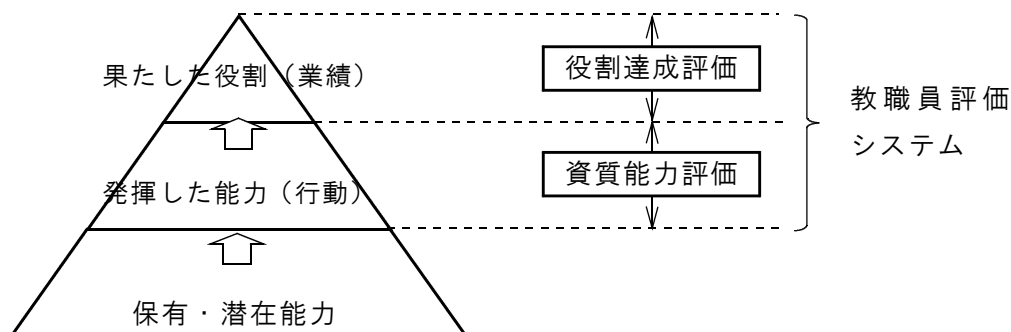 果たした役割（業績）
役割達成評価
教職員評価
システム
発揮した能力（行動）
資質能力評価
保有・潜在能力